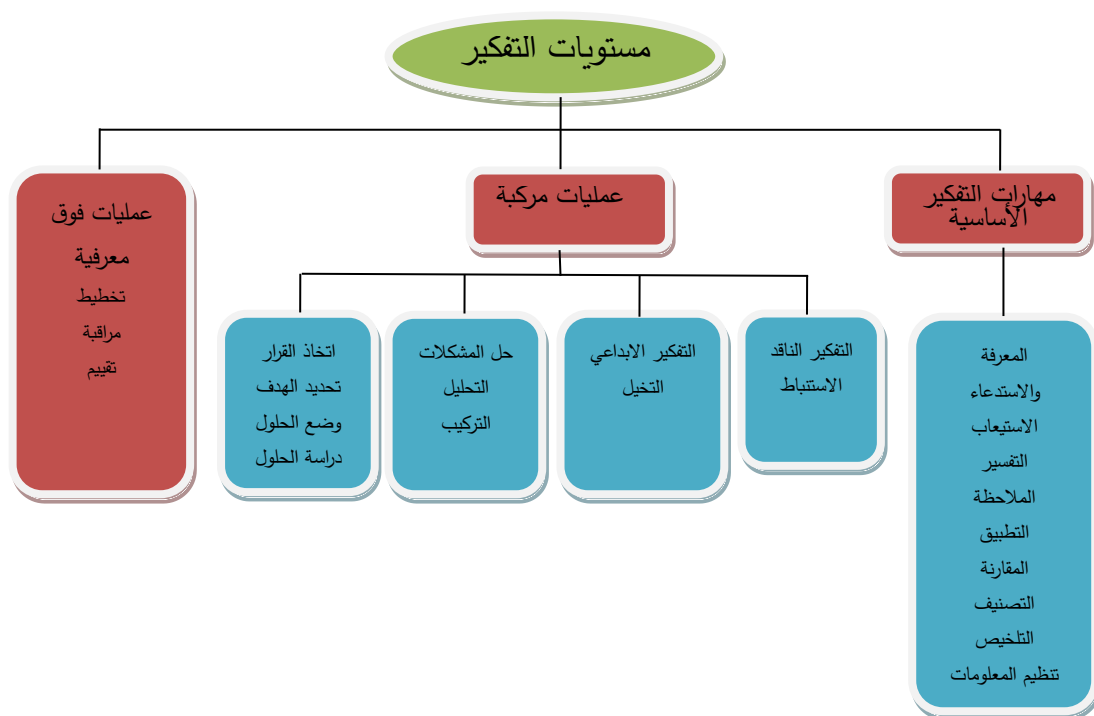 مستويات التفكير
مهارات التفكير
الأساسية
عمليات مركبة
عمليات فوق
معرفية
تخطيط
مراقبة
تقييم
المعرفة
والاستدعاء
الاستيعاب
التفسير
الملاحظة
التطبيق
المقارنة
التصنيف
التلخيص
تنظيم المعلومات
التفكير الناقد
الاستنباط
التفكير الابداعي
التخيل
حل المشكلات
التحليل
التركيب
اتخاذ القرار
تحديد الهدف
وضع الحلول
دراسة الحلول